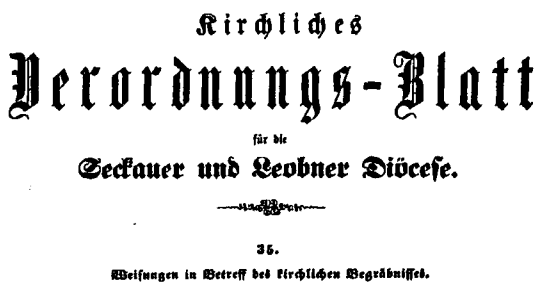 Kirchliches
Verordnungs-Blatt
für die
Seckauer und Leobner Diöcese.
35.
Weisungen in Betreff des kirchlichen Begräbnisses.